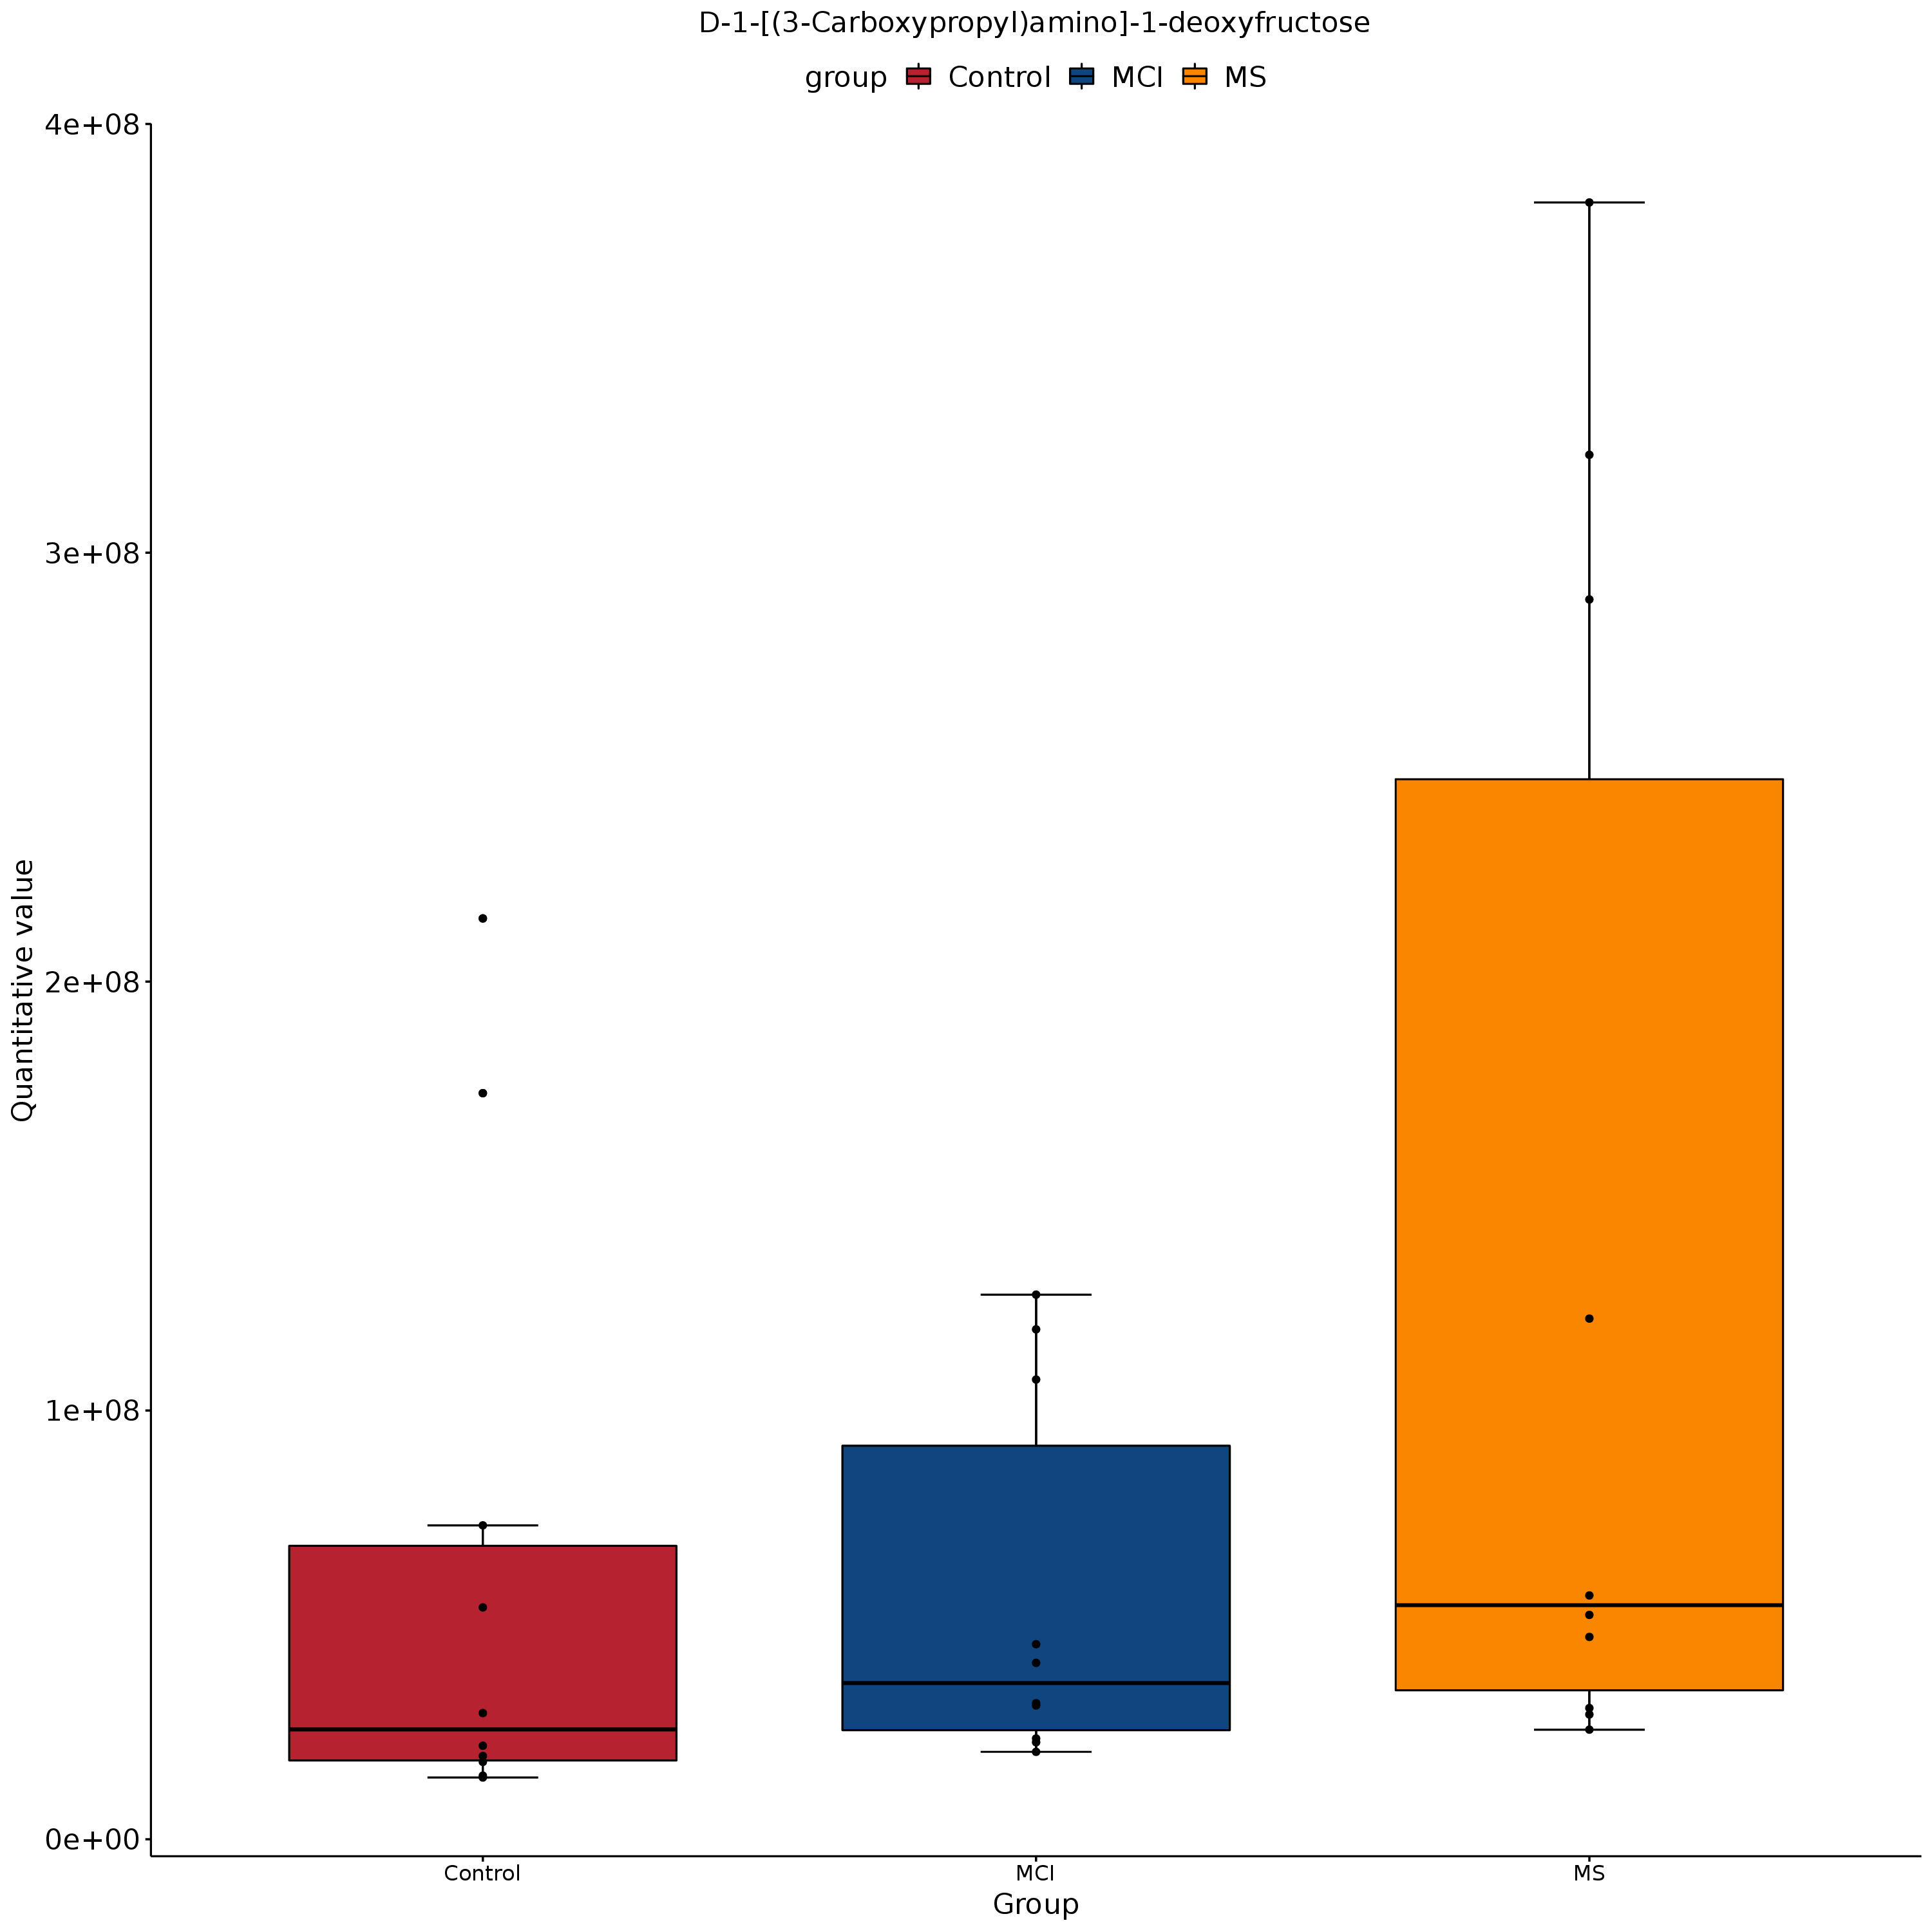 D-1-[(3-Carboxypropyl)amino]-1-deoxyfructose
group Control MCI MS
4e+08
3e+08
2e+08
1e+08
0e+00
Quantitative value
Control MCI MS
Group